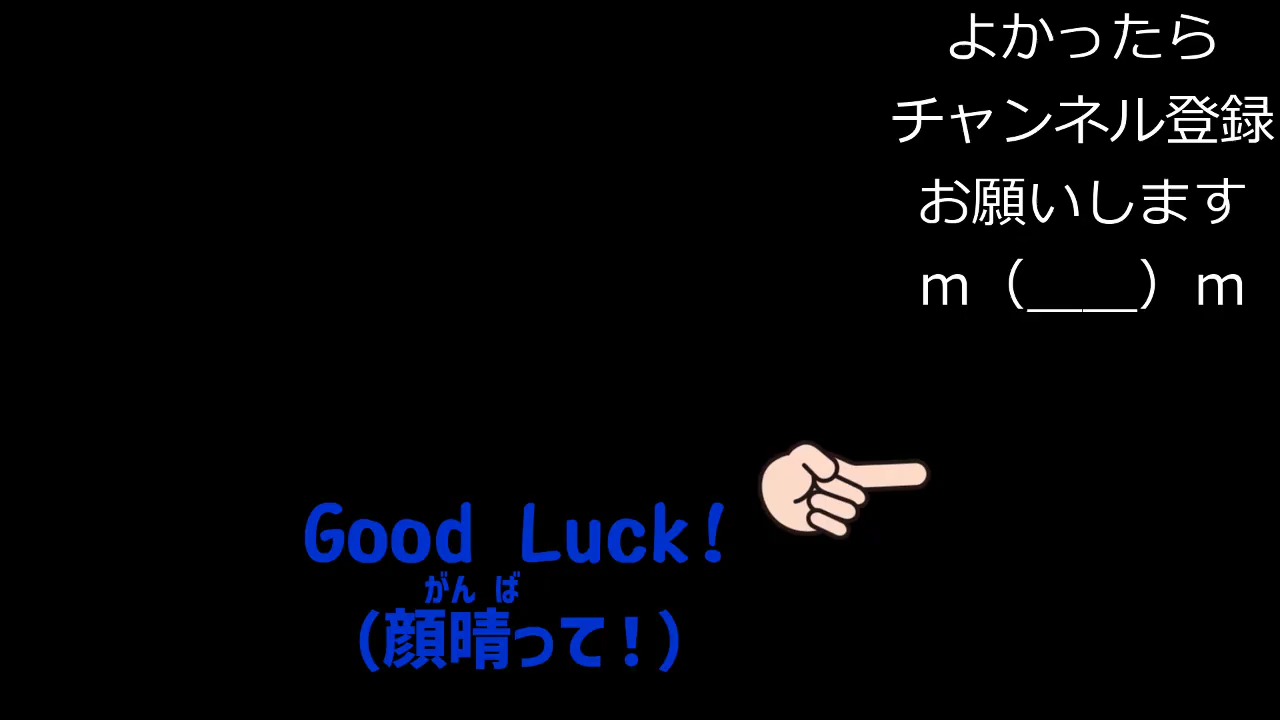 よかったら
チャンネル登録
お願いします
m（＿＿）m
Good Luck!
がん ば
(顔晴って！)